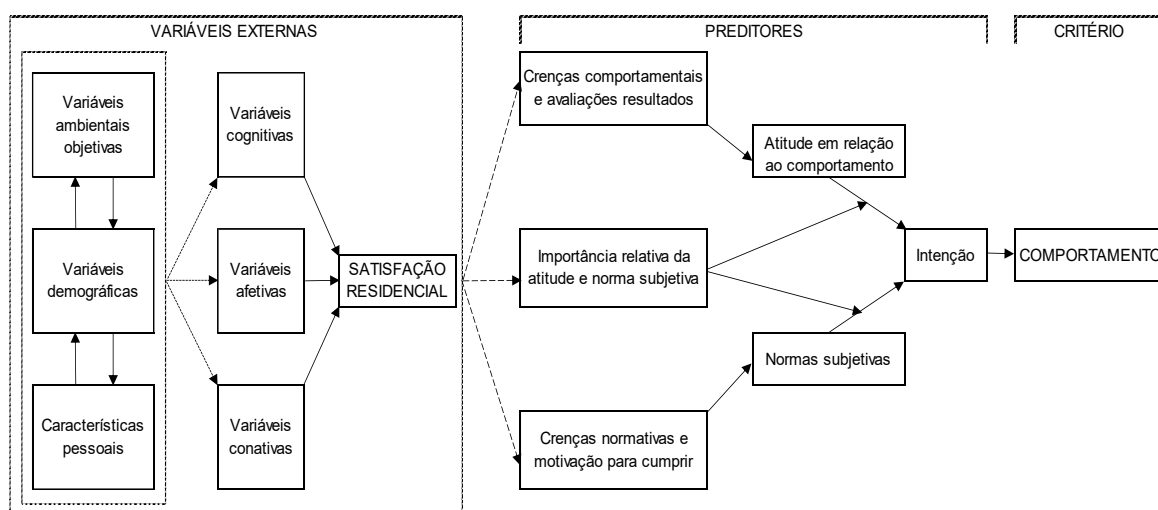 VARIÁVEIS EXTERNAS
PREDITORES
CRITÉRIO
Variáveis
ambientais
objetivas
Variáveis
demográficas
Características
pessoais
Variáveis
cognitivas
Variáveis
afetivas
Variáveis
conativas
SATISFAÇÃO
RESIDENCIAL
Crenças comportamentais
e avaliações resultados
Importância relativa da
atitude e norma subjetiva
Crenças normativas e
motivação para cumprir
Atitude em relação
ao comportamento
Normas subjetivas
Intenção
COMPORTAMENTO